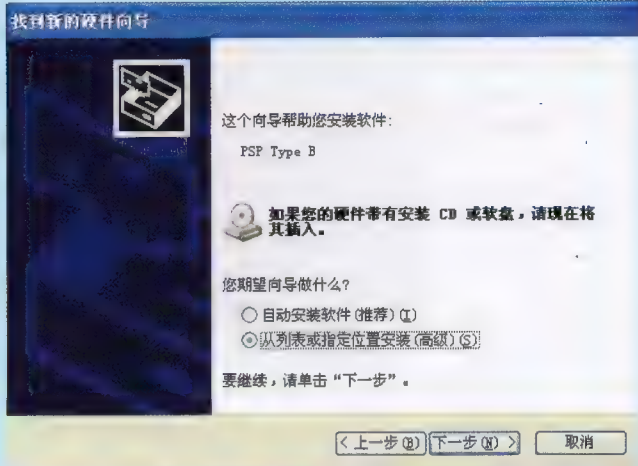 找到新的硬件向导
这个向导帮助您安装软件:
PSP Type B
如果您的硬件带有安装 CD 或软盘，请现在将
其插入。
您期望向导做什么?
自动安装软件(推荐)(I)
从列表或指定位置安装(高级)(S)
要继续，请单击“下一步”。
<上一步(B) 下一步(N)> 取消